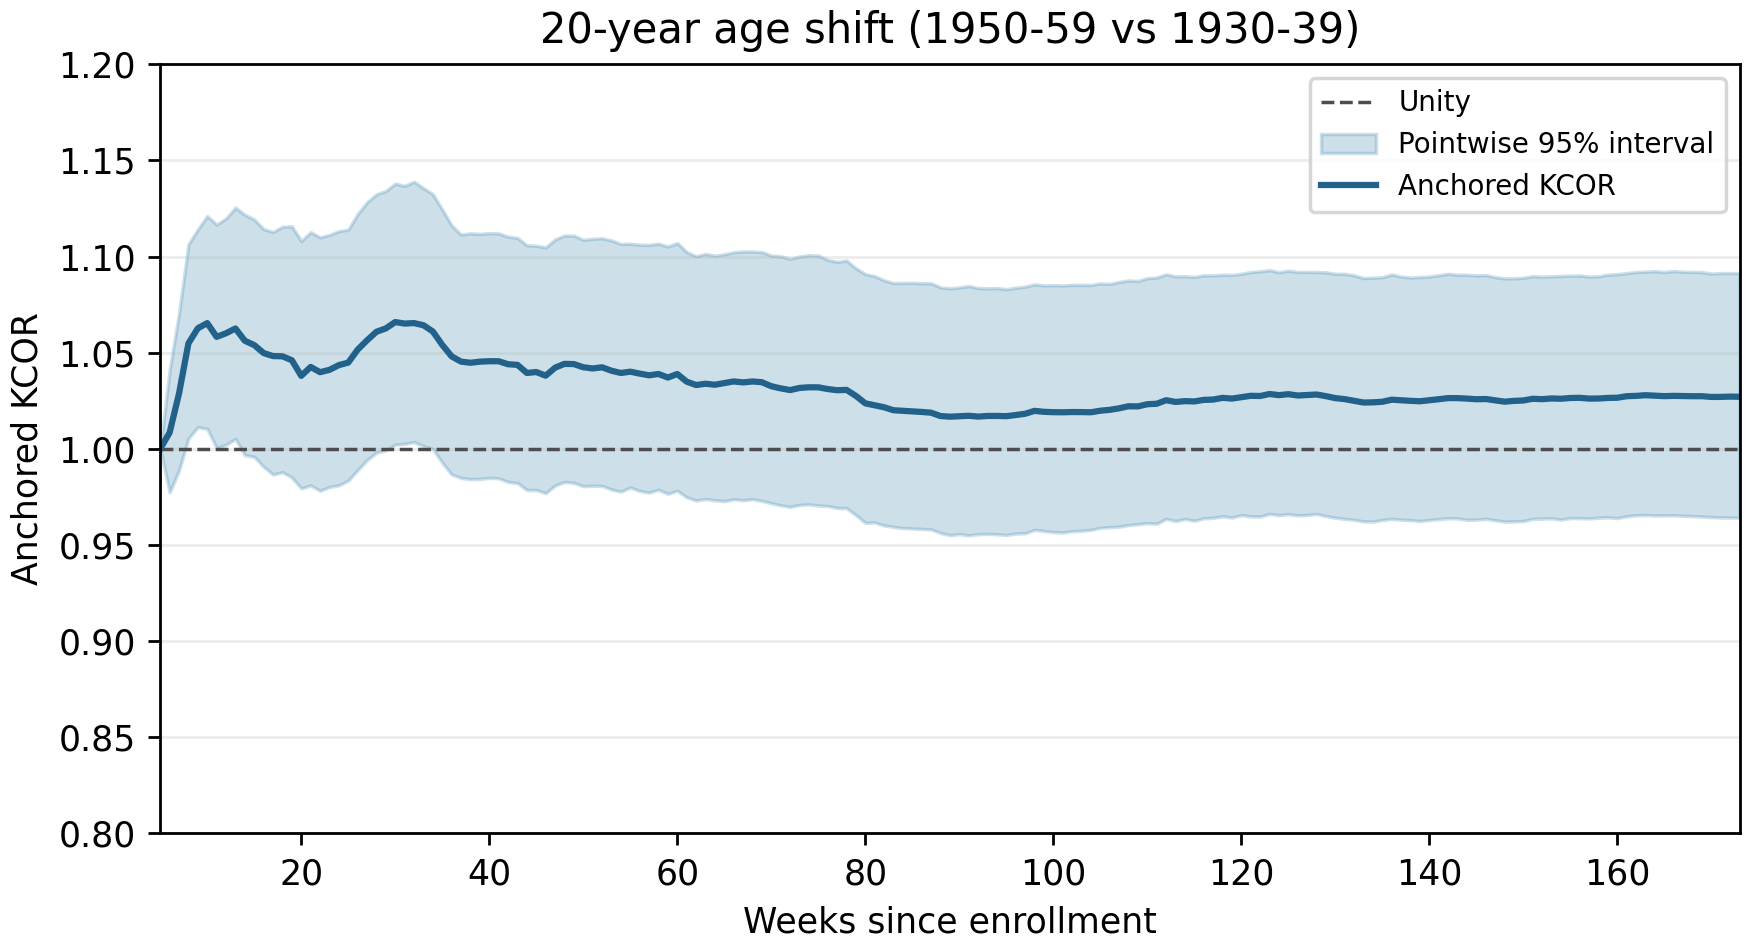 20-year age shift (1950-59 vs 1930-39)
1.20
1.15
1.10
1.05
1.00
0.95
0.90
0.85
0.80
Anchored KCOR
Unity
Pointwise 95% interval
Anchored KCOR
20 40 60 80 100 120 140 160
Weeks since enrollment